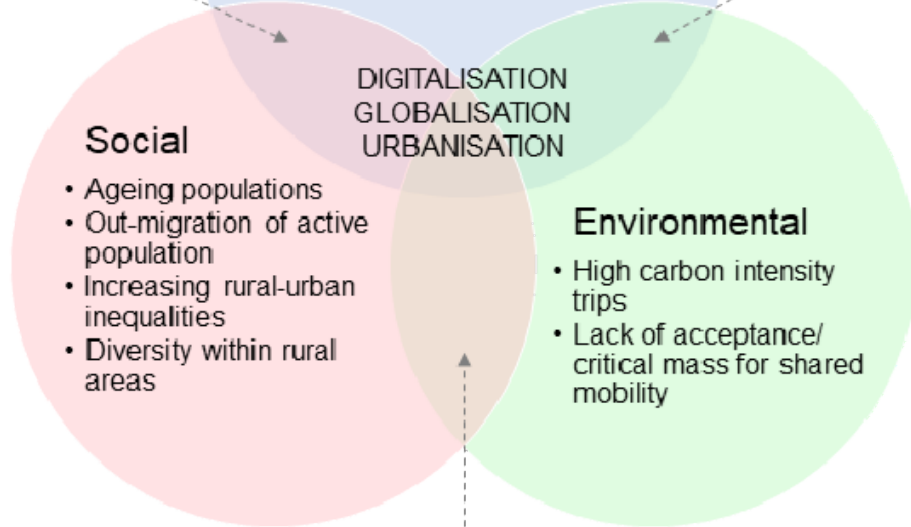 DIGITALISATION
GLOBALISATION
URBANISATION
Social
• Ageing populations
• Out-migration of active
population
• Increasing rural-urban
inequalities
• Diversity within rural
areas
Environmental
• High carbon intensity
trips
• Lack of acceptance/
critical mass for shared
mobility